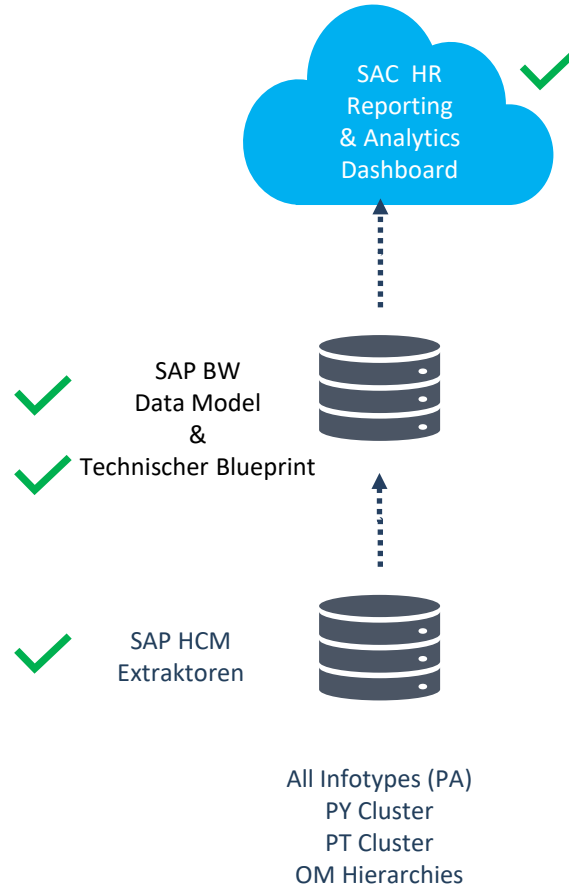 SAC HR
Reporting
& Analytics
Dashboard
SAP BW
Data Model
&
Technischer Blueprint
SAP HCM
Extraktoren
All Infotypes (PA)
PY Cluster
PT Cluster
OM Hierarchies